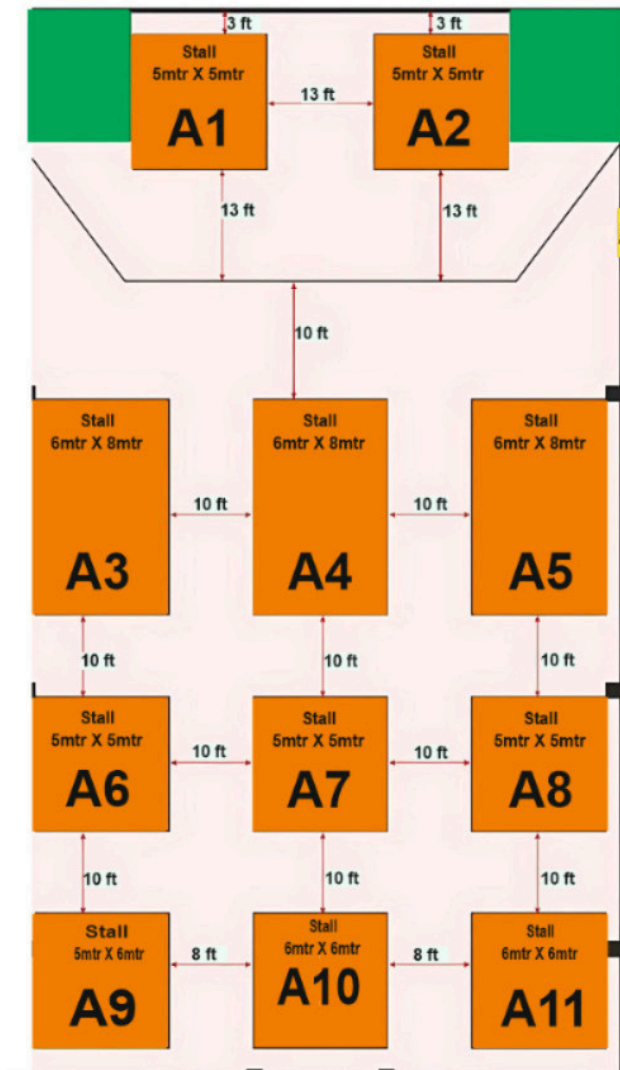 3 ft
3 ft
Stall
5mtr X 5mtr
A1
13 ft
Stall
5mtr X 5mtr
A2
13 ft
13 ft
10 ft
Stall
6mtr X 8mtr
A3
10 ft
Stall
6mtr X 8mtr
A4
10 ft
Stall
6mtr X 8mtr
A5
10 ft
10 ft
10 ft
Stall
5mtr X 5mtr
A6
10 ft
Stall
5mtr X 5mtr
A7
10 ft
Stall
5mtr X 5mtr
A8
10 ft
10 ft
10 ft
Stall
5mtr X 6mtr
A9
8 ft
Stall
6mtr X 6mtr
A10
8 ft
Stall
6mtr X 6mtr
A11